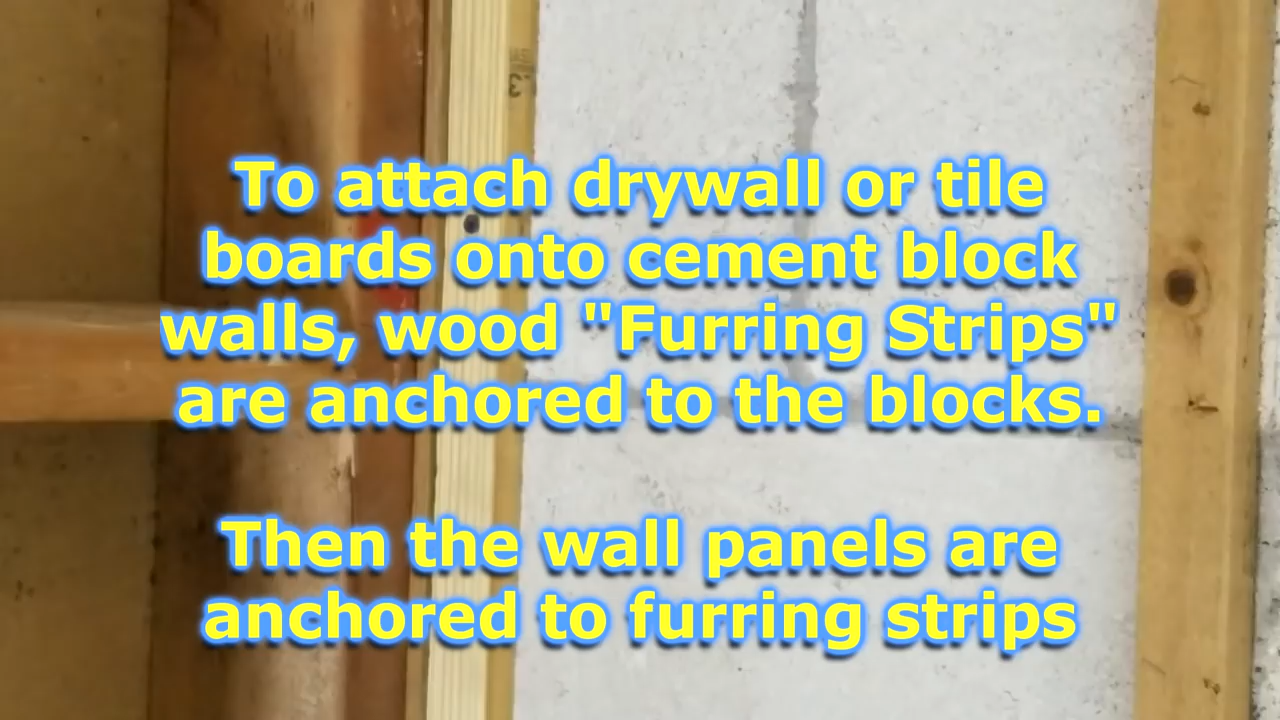 To attach drywall or tile
boards onto cement block
walls, wood "Furring Strips"
are anchored to the blocks.
Then the wall panels are
anchored to furring strips